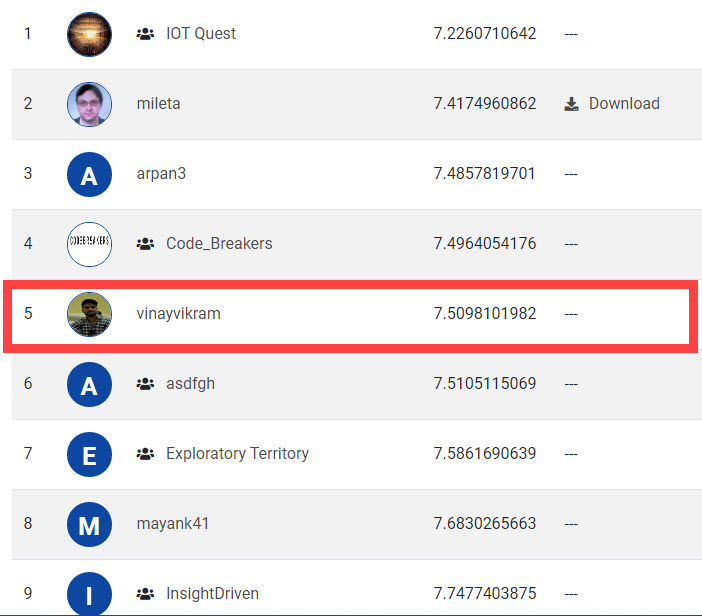 1 IOT Quest 7.2260710642 ---
2 mileta 7.4174960862 --- Download
3 A arpan3 7.4857819701 ---
4 CODEBREAKERS Code_Breakers 7.4964054176 ---
5 vinayvikram 7.5098101982 ---
6 A asdfgh 7.5105115069 ---
7 E Exploratory Territory 7.5861690639 ---
8 M mayank41 7.6830265663 ---
9 I InsightDriven 7.7477403875 ---